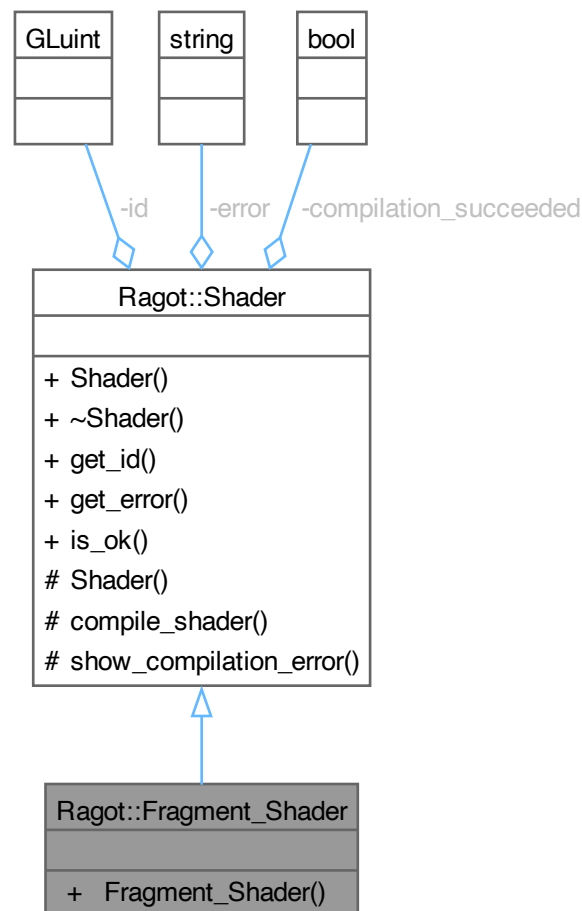 GLuint string bool
-id -error -compilation_succeeded
Ragot::Shader
+ Shader()
+ ~Shader()
+ get_id()
+ get_error()
+ is_ok()
# Shader()
# compile_shader()
# show_compilation_error()
Ragot::Fragment_Shader
+ Fragment_Shader()